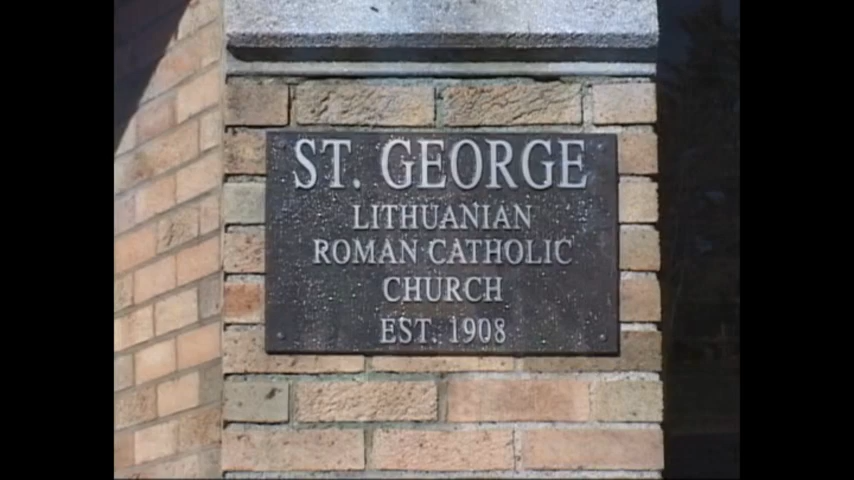 ST. GEORGE
LITHUANIAN
ROMAN CATHOLIC
CHURCH
EST. 1908